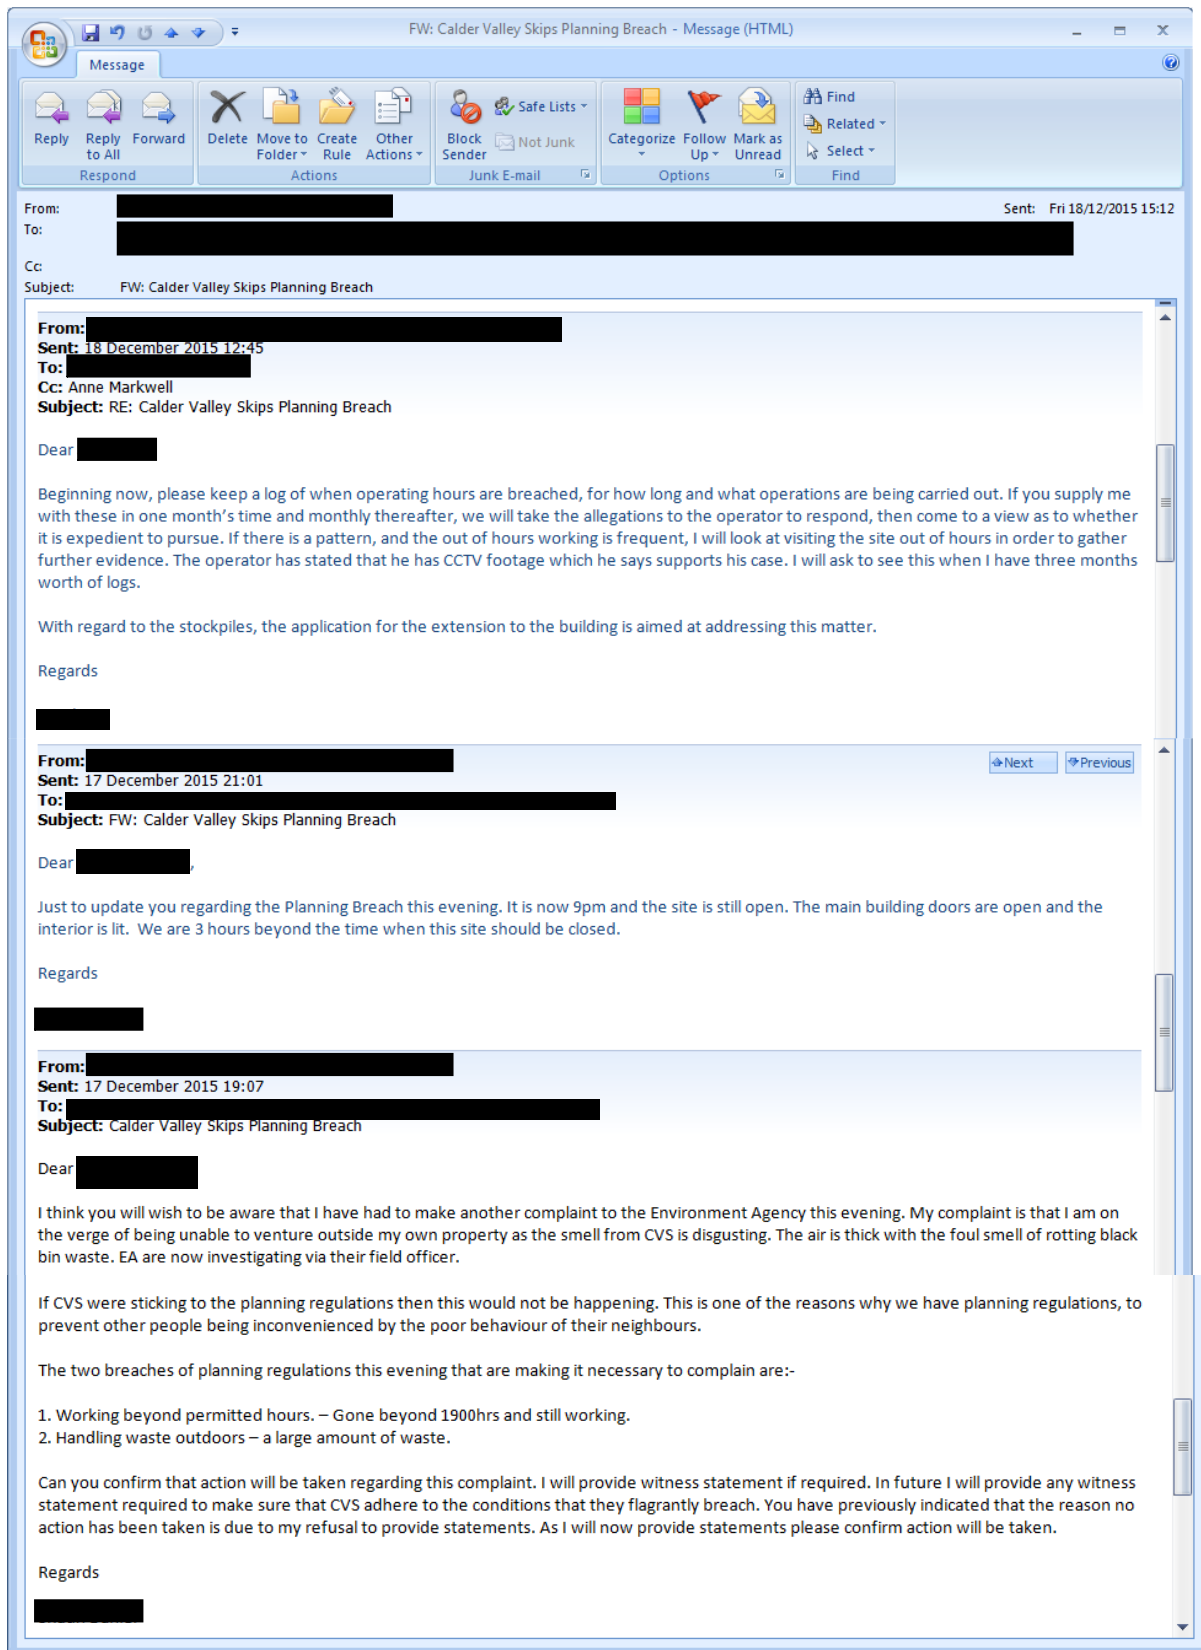 FW: Calder Valley Skips Planning Breach - Message (HTML)
Message
Reply
Reply to All
Forward
Respond
Delete
Move to Folder
Create Rule
Other Actions
Actions
Block Sender
Safe Lists
Not Junk
Junk E-mail
Categorize
Follow Up
Mark as Unread
Options
Find
Related
Select
Find
From:
Sent: Fri 18/12/2015 15:12
To:
Cc:
Subject: FW: Calder Valley Skips Planning Breach
From:
Sent: 18 December 2015 12:45
To:
Cc: Anne Markwell
Subject: RE: Calder Valley Skips Planning Breach
Dear
Beginning now, please keep a log of when operating hours are breached, for how long and what operations are being carried out. If you supply me
with these in one month's time and monthly thereafter, we will take the allegations to the operator to respond, then come to a view as to whether
it is expedient to pursue. If there is a pattern, and the out of hours working is frequent, I will look at visiting the site out of hours in order to gather
further evidence. The operator has stated that he has CCTV footage which he says supports his case. I will ask to see this when I have three months
worth of logs.
With regard to the stockpiles, the application for the extension to the building is aimed at addressing this matter.
Regards
From:
Next
Previous
Sent: 17 December 2015 21:01
To:
Subject: FW: Calder Valley Skips Planning Breach
Dear ,
Just to update you regarding the Planning Breach this evening. It is now 9pm and the site is still open. The main building doors are open and the
interior is lit. We are 3 hours beyond the time when this site should be closed.
Regards
From:
Sent: 17 December 2015 19:07
To:
Subject: Calder Valley Skips Planning Breach
Dear
I think you will wish to be aware that I have had to make another complaint to the Environment Agency this evening. My complaint is that I am on
the verge of being unable to venture outside my own property as the smell from CVS is disgusting. The air is thick with the foul smell of rotting black
bin waste. EA are now investigating via their field officer.
If CVS were sticking to the planning regulations then this would not be happening. This is one of the reasons why we have planning regulations, to
prevent other people being inconvenienced by the poor behaviour of their neighbours.
The two breaches of planning regulations this evening that are making it necessary to complain are:-
1. Working beyond permitted hours. – Gone beyond 1900hrs and still working.
2. Handling waste outdoors – a large amount of waste.
Can you confirm that action will be taken regarding this complaint. I will provide witness statement if required. In future I will provide any witness
statement required to make sure that CVS adhere to the conditions that they flagrantly breach. You have previously indicated that the reason no
action has been taken is due to my refusal to provide statements. As I will now provide statements please confirm action will be taken.
Regards